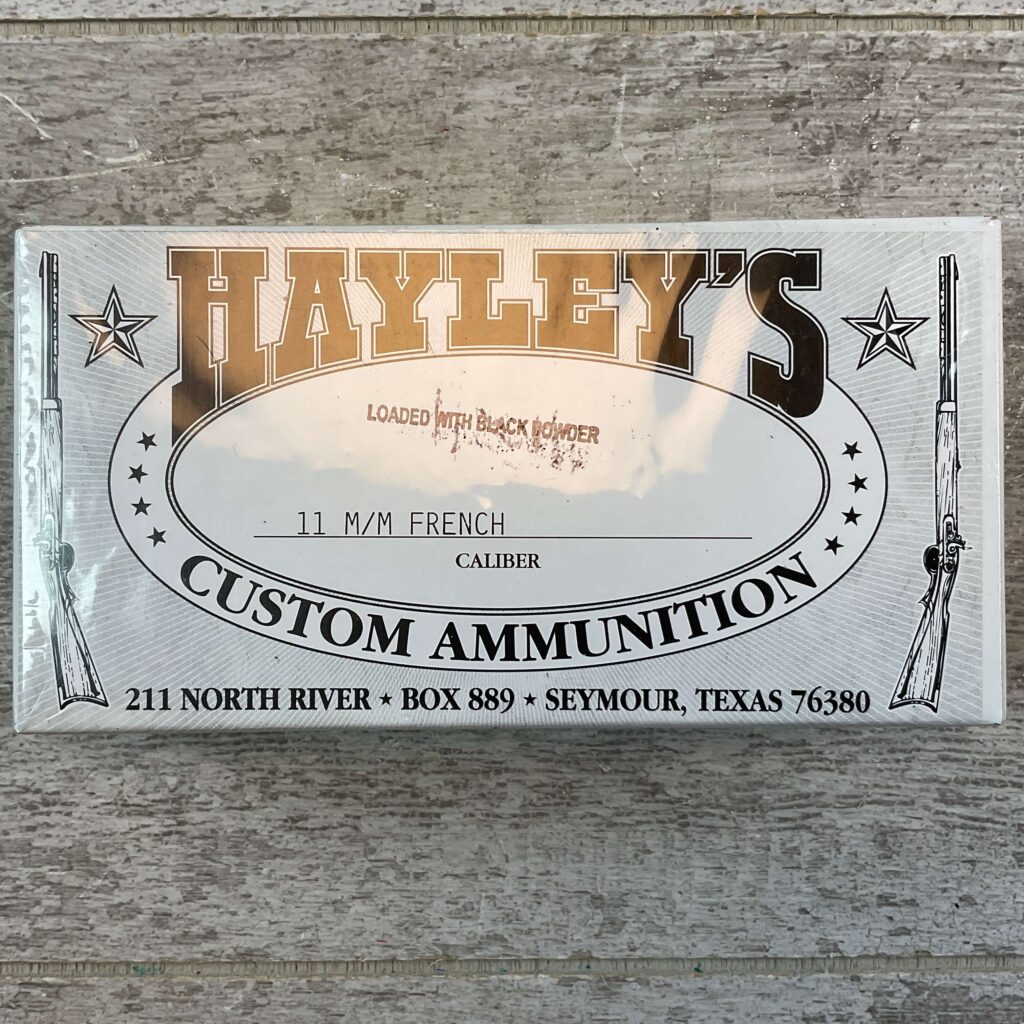 HAYLEY'S
LOADED WITH BLACK POWDER
11 M/M FRENCH
CALIBER
CUSTOM AMMUNITION
211 NORTH RIVER ★ BOX 889 ★ SEYMOUR, TEXAS 76380